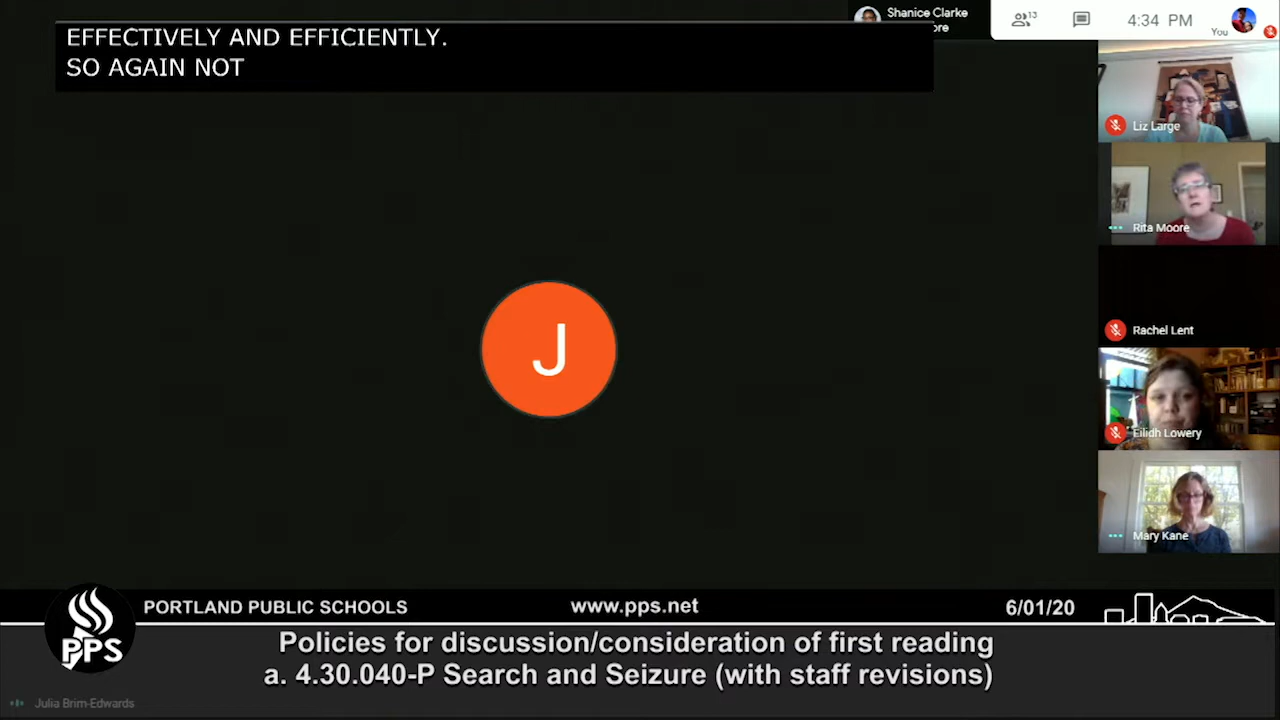 EFFECTIVELY AND EFFICIENTLY.
SO AGAIN NOT
Shanice Clarke
ore
13
4:34 PM
You
Liz Large
Rita Moore
Rachel Lent
Eilidh Lowery
Mary Kane
J
PORTLAND PUBLIC SCHOOLS
www.pps.net
6/01/20
PPS
Policies for discussion/consideration of first reading
a. 4.30.040-P Search and Seizure (with staff revisions)
Julia Brim-Edwards